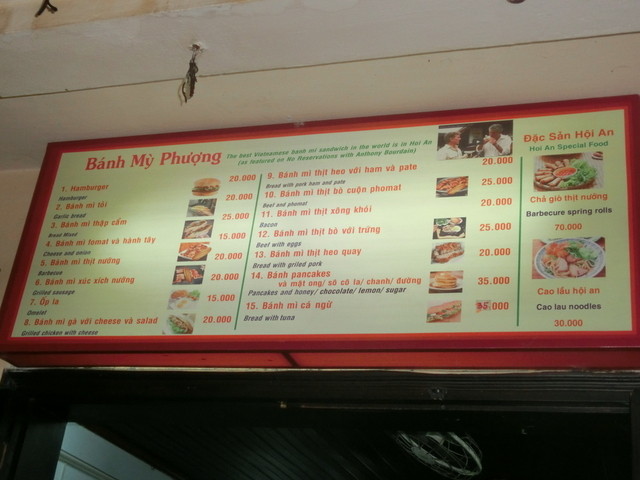 Bánh Mỳ Phượng
The best Vietnamese banh mi sandwich in the world is in Hoi An
(as featured on No Reservations with Anthony Bourdain)
1. Hamburger 20.000
Hamburger
2. Bánh mì tỏi 20.000
Garlic bread
3. Bánh mì thập cẩm 25.000
Bread Mixed
4. Bánh mì fomat và hành tây 15.000
Cheese and onion
5. Bánh mì thịt nướng 20.000
Barbecue
6. Bánh mì xúc xích nướng 20.000
Grilled sausage
7. Ốp la 15.000
Omelet
8. Bánh mì gà với cheese và salad 20.000
Grilled chicken with cheese
9. Bánh mì thịt heo với ham và pate 20.000
Bread with pork ham and pate
10. Bánh mì thịt bò cuộn phomat 25.000
Beef and phomat
11. Bánh mì thịt xông khói 20.000
Bacon
12. Bánh mì thịt bò với trứng 25.000
Beef with eggs
13. Bánh mì thịt heo quay 20.000
Bread with grilled pork
14. Bánh pancakes
và mật ong/ sô cô la/ chanh/ đường 35.000
Pancakes and honey/ chocolate/ lemon/ sugar
15. Bánh mì cá ngừ 5.000
Bread with tuna
Đặc Sản Hội An
Hoi An Special Food
Chả giò thịt nướng
Barbecure spring rolls
70.000
Cao lầu hội an
Cao lau noodles
30.000